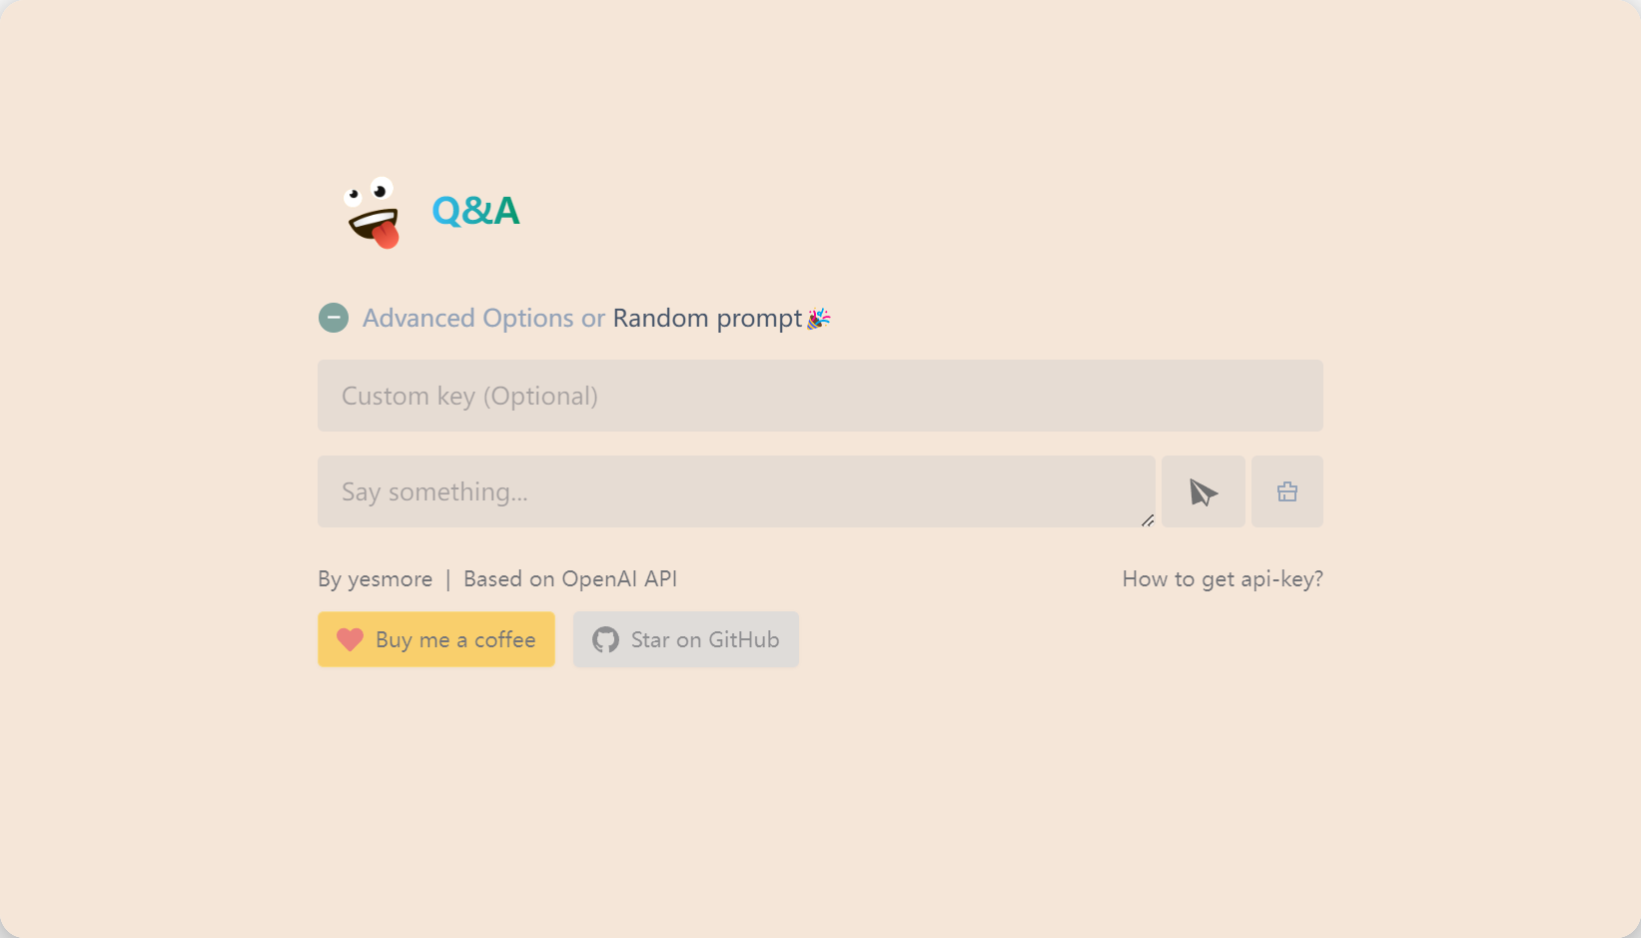 Q&A
Advanced Options or Random prompt🎉
Custom key (Optional)
Say something...
By yesmore | Based on OpenAI API
How to get api-key?
Buy me a coffee
Star on GitHub